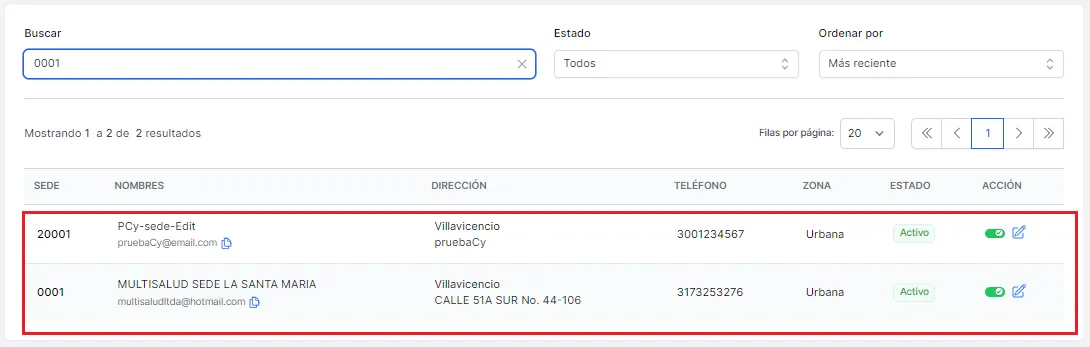 Buscar Estado Ordenar por
0001 Todos Más reciente
Mostrando 1 a 2 de 2 resultados Filas por página: 20 1
SEDE NOMBRES DIRECCIÓN TELÉFONO ZONA ESTADO ACCIÓN
20001 PCy-sede-Edit Villavicencio 3001234567 Urbana Activo
pruebaCy@email.com pruebaCy
0001 MULTISALUD SEDE LA SANTA MARIA Villavicencio 3173253276 Urbana Activo
multisaludltda@hotmail.com CALLE 51A SUR No. 44-106